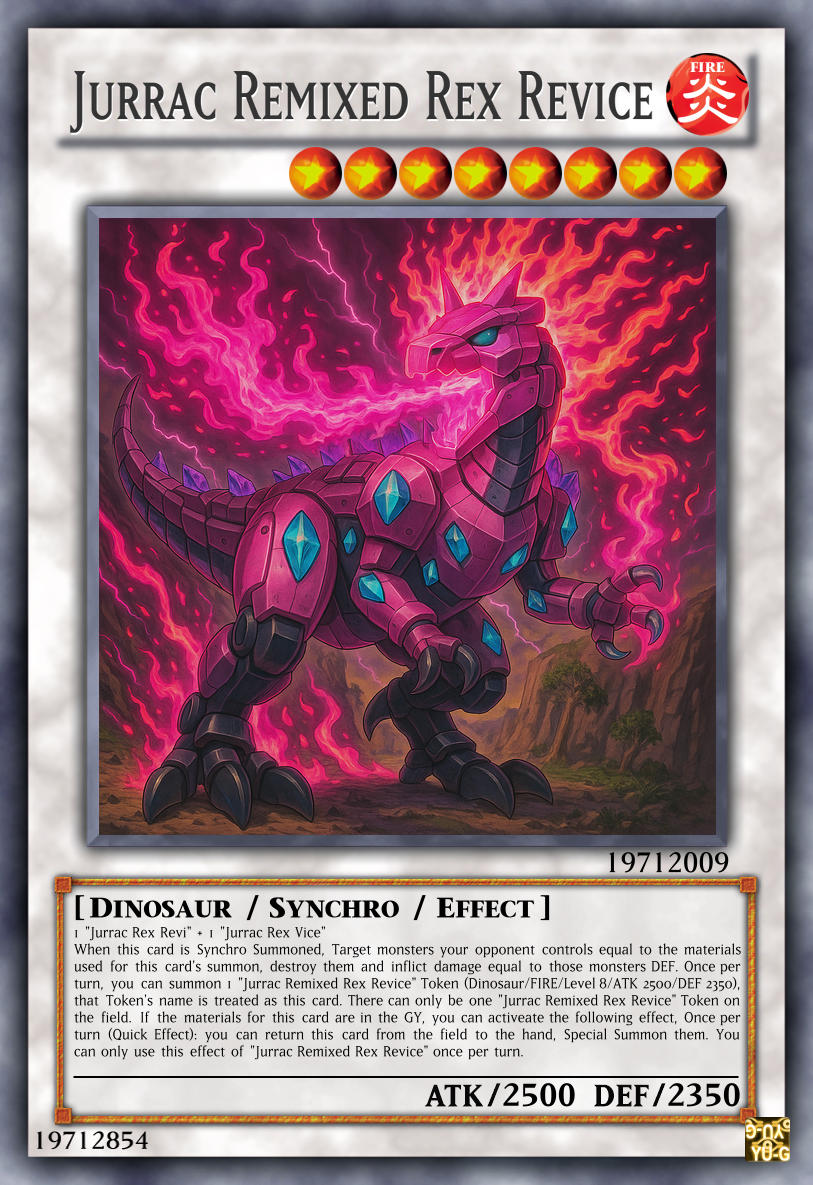 Jurrac Remixed Rex Revice
FIRE
炎
19712009
[ Dinosaur / Synchro / Effect ]
1 "Jurrac Rex Revi" + 1 "Jurrac Rex Vice"
When this card is Synchro Summoned, Target monsters your opponent controls equal to the materials
used for this card's summon, destroy them and inflict damage equal to those monsters DEF. Once per
turn, you can summon 1 "Jurrac Remixed Rex Revice" Token (Dinosaur/FIRE/Level 8/ATK 2500/DEF 2350),
that Token's name is treated as this card. There can only be one "Jurrac Remixed Rex Revice" Token on
the field. If the materials for this card are in the GY, you can activeate the following effect, Once per
turn (Quick Effect): you can return this card from the field to the hand, Special Summon them. You
can only use this effect of "Jurrac Remixed Rex Revice" once per turn.
ATK/2500 DEF/2350
19712854
YU-G